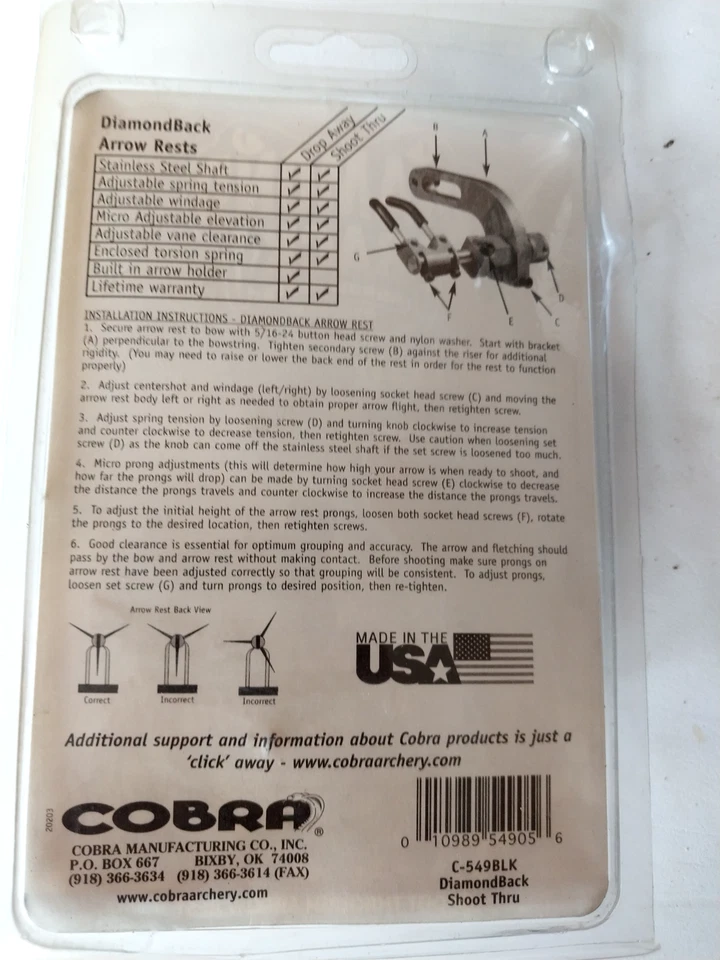 DiamondBack
Arrow Rests
Drop Away
Shoot Thru
Stainless Steel Shaft ✓ ✓
Adjustable spring tension ✓ ✓
Adjustable windage ✓ ✓
Micro Adjustable elevation ✓ ✓
Adjustable vane clearance ✓ ✓
Enclosed torsion spring ✓ ✓
Built in arrow holder ✓
Lifetime warranty ✓ ✓
B
A
G
F
E
C
D
INSTALLATION INSTRUCTIONS - DIAMONDBACK ARROW REST
1. Secure arrow rest to bow with 5/16-24 button head screw and nylon washer. Start with bracket
(A) perpendicular to the bowstring. Tighten secondary screw (B) against the riser for additional
rigidity. (You may need to raise or lower the back end of the rest in order for the rest to function
properly)
2. Adjust centershot and windage (left/right) by loosening socket head screw (C) and moving the
arrow rest body left or right as needed to obtain proper arrow flight, then retighten screw.
3. Adjust spring tension by loosening screw (D) and turning knob clockwise to increase tension
and counter clockwise to decrease tension, then retighten screw. Use caution when loosening set
screw (D) as the knob can come off the stainless steel shaft if the set screw is loosened too much.
4. Micro prong adjustments (this will determine how high your arrow is when ready to shoot, and
how far the prongs will drop) can be made by turning socket head screw (E) clockwise to decrease
the distance the prongs travels and counter clockwise to increase the distance the prongs travels.
5. To adjust the initial height of the arrow rest prongs, loosen both socket head screws (F), rotate
the prongs to the desired location, then retighten screws.
6. Good clearance is essential for optimum grouping and accuracy. The arrow and fletching should
pass by the bow and arrow rest without making contact. Before shooting make sure prongs on
arrow rest have been adjusted correctly so that grouping will be consistent. To adjust prongs,
loosen set screw (G) and turn prongs to desired position, then re-tighten.
Arrow Rest Back View
Correct
Incorrect
Incorrect
MADE IN THE
USA
Additional support and information about Cobra products is just a
'click' away - www.cobraarchery.com
20203
COBRA®
COBRA MANUFACTURING CO., INC.
P.O. BOX 667 BIXBY, OK 74008
(918) 366-3634 (918) 366-3614 (FAX)
www.cobraarchery.com
0 10989 54905 6
C-549BLK
DiamondBack
Shoot Thru